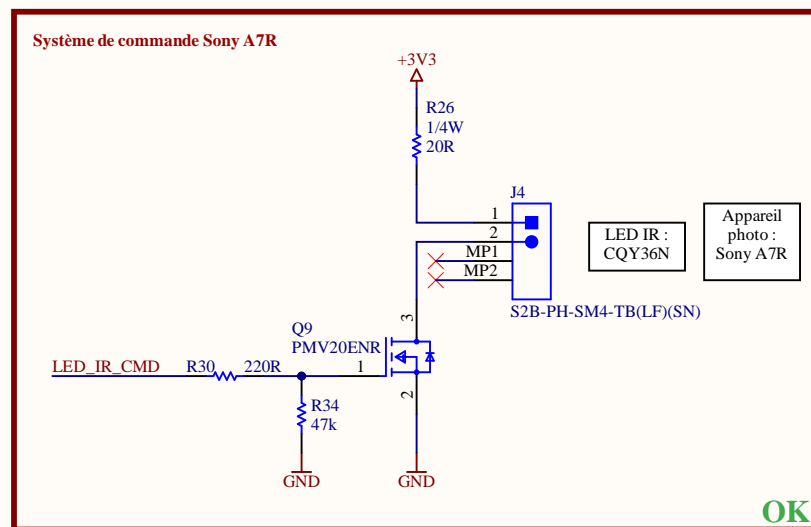 Système de commande Sony A7R
+3V3
R26
1/4W
20R
J4
1
2
MP1
MP2
S2B-PH-SM4-TB(LF)(SN)
LED IR :
CQY36N
Appareil
photo :
Sony A7R
3
Q9
PMV20ENR
LED_IR_CMD
R30
220R
1
2
R34
47k
GND
GND
OK